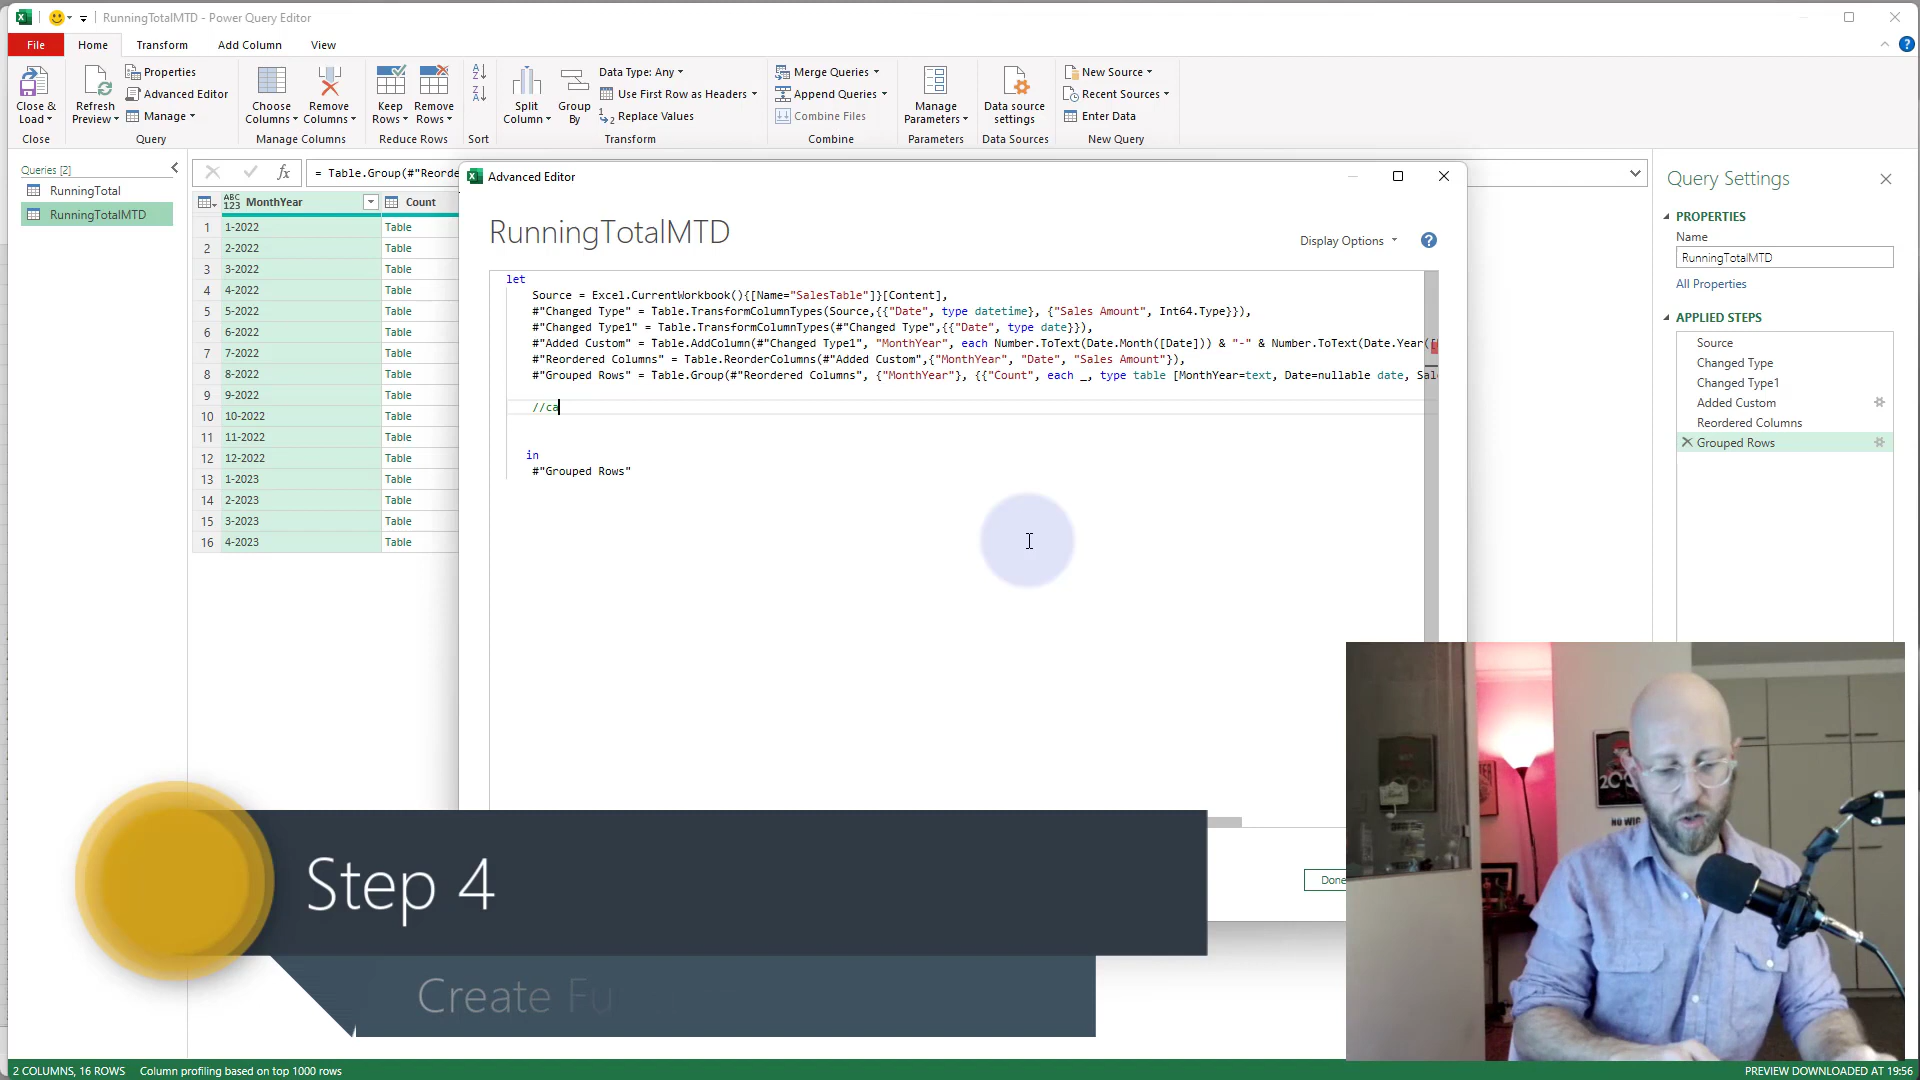 RunningTotalMTD - Power Query Editor
File Home Transform Add Column View
Close & Load
Close
Refresh Preview
Properties
Advanced Editor
Manage
Query
Choose Columns
Remove Columns
Manage Columns
Keep Rows
Remove Rows
Reduce Rows
Sort
Split Column
Group By
Data Type: Any
Use First Row as Headers
Replace Values
Transform
Merge Queries
Append Queries
Combine Files
Combine
Manage Parameters
Parameters
Data source settings
Data Sources
New Source
Recent Sources
Enter Data
New Query
Queries [2]
RunningTotal
RunningTotalMTD
= Table.Group(#"Reorde
MonthYear Count
1 1-2022 Table
2 2-2022 Table
3 3-2022 Table
4 4-2022 Table
5 5-2022 Table
6 6-2022 Table
7 7-2022 Table
8 8-2022 Table
9 9-2022 Table
10 10-2022 Table
11 11-2022 Table
12 12-2022 Table
13 1-2023 Table
14 2-2023 Table
15 3-2023 Table
16 4-2023 Table
Advanced Editor
RunningTotalMTD
Display Options
let
Source = Excel.CurrentWorkbook(){[Name="SalesTable"]}[Content],
#"Changed Type" = Table.TransformColumnTypes(Source,{{"Date", type datetime}, {"Sales Amount", Int64.Type}}),
#"Changed Type1" = Table.TransformColumnTypes(#"Changed Type",{{"Date", type date}}),
#"Added Custom" = Table.AddColumn(#"Changed Type1", "MonthYear", each Number.ToText(Date.Month([Date])) & "-" & Number.ToText(Date.Year([
#"Reordered Columns" = Table.ReorderColumns(#"Added Custom",{"MonthYear", "Date", "Sales Amount"}),
#"Grouped Rows" = Table.Group(#"Reordered Columns", {"MonthYear"}, {{"Count", each _, type table [MonthYear=text, Date=nullable date, Sal
//ca
in
#"Grouped Rows"
Done
Query Settings
PROPERTIES
Name
RunningTotalMTD
All Properties
APPLIED STEPS
Source
Changed Type
Changed Type1
Added Custom
Reordered Columns
Grouped Rows
Step 4
Create Fu
NO WIG
2 COLUMNS, 16 ROWS Column profiling based on top 1000 rows
PREVIEW DOWNLOADED AT 19:56